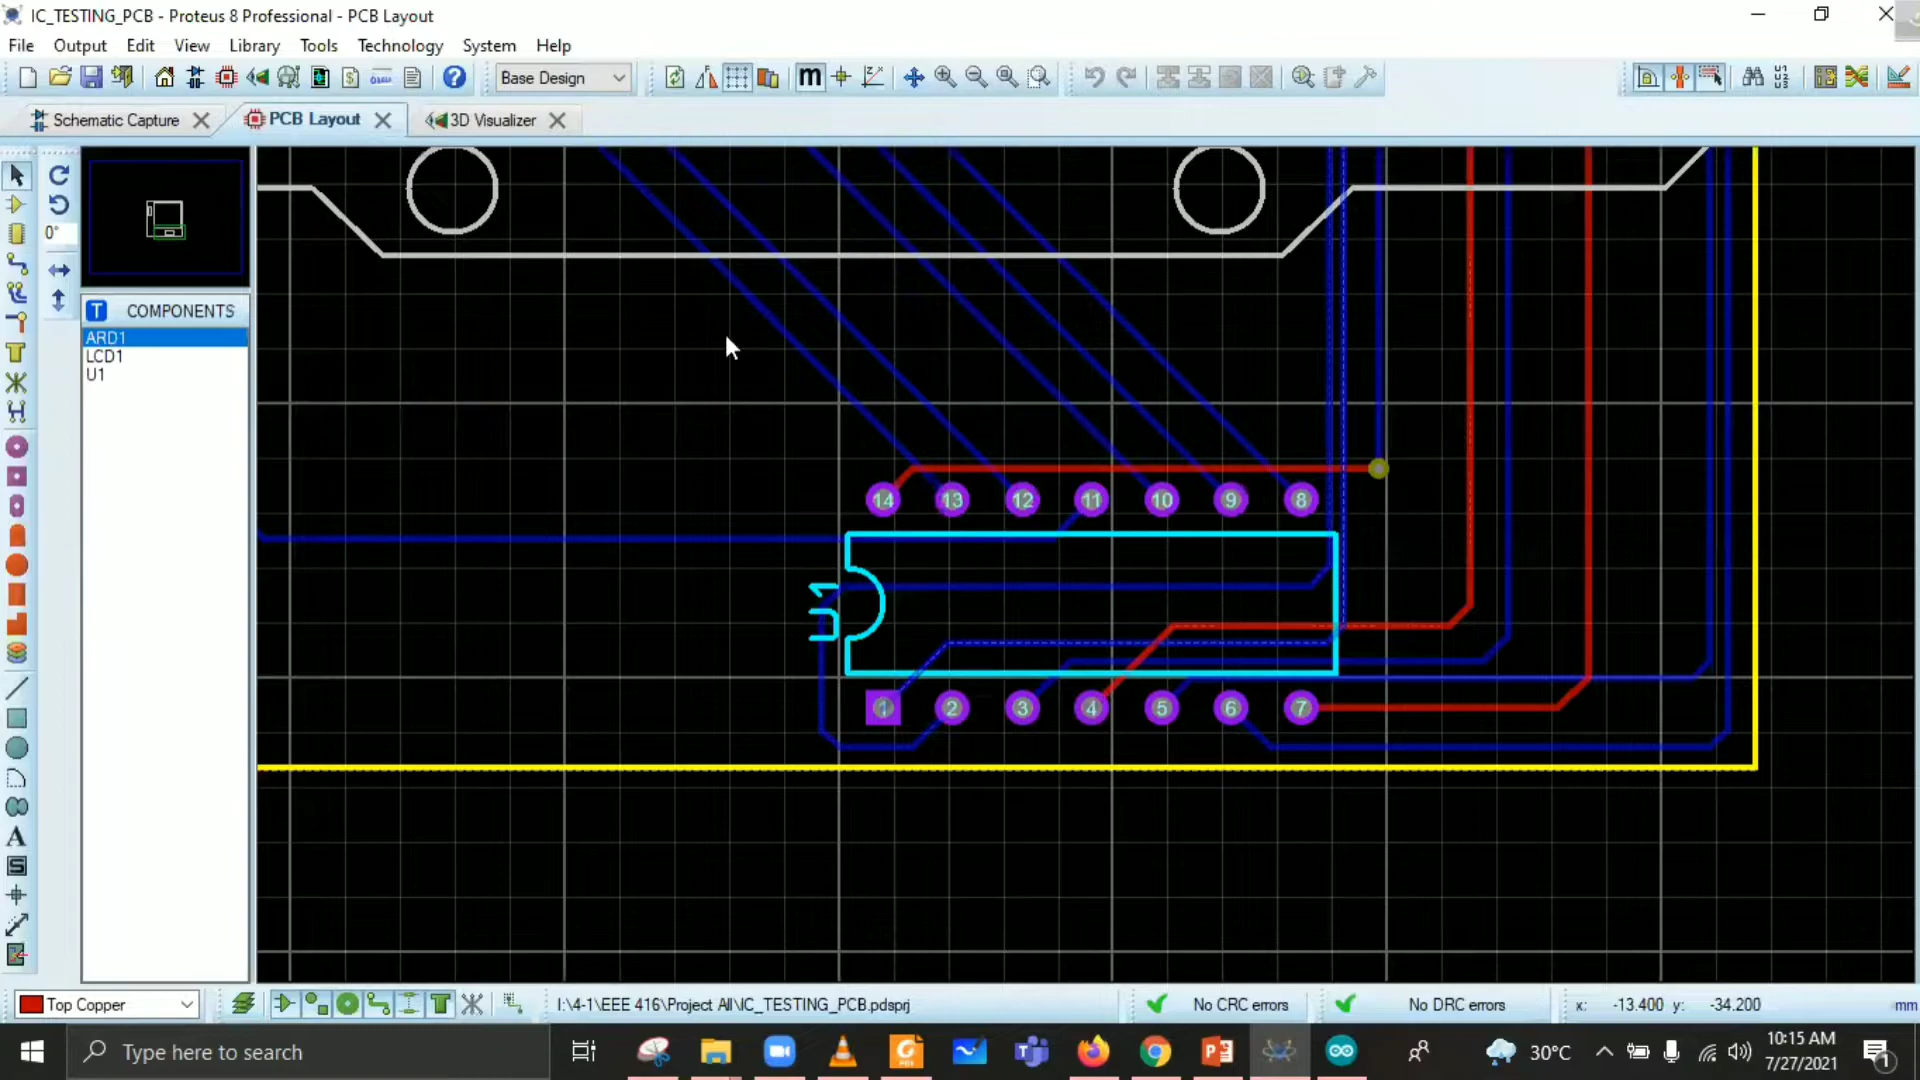 IC_TESTING_PCB - Proteus 8 Professional - PCB Layout
File Output Edit View Library Tools Technology System Help
Base Design
m
Schematic Capture
PCB Layout
3D Visualizer
0°
T COMPONENTS
ARD1
LCD1
U1
14 13 12 11 10 9 8
U1
1 2 3 4 5 6 7
A
S
Top Copper
I:\4-1\EEE 416\Project All\IC_TESTING_PCB.pdsprj
No CRC errors
No DRC errors
x: -13.400 y: -34.200 mm
Type here to search
30°C
10:15 AM
7/27/2021
1